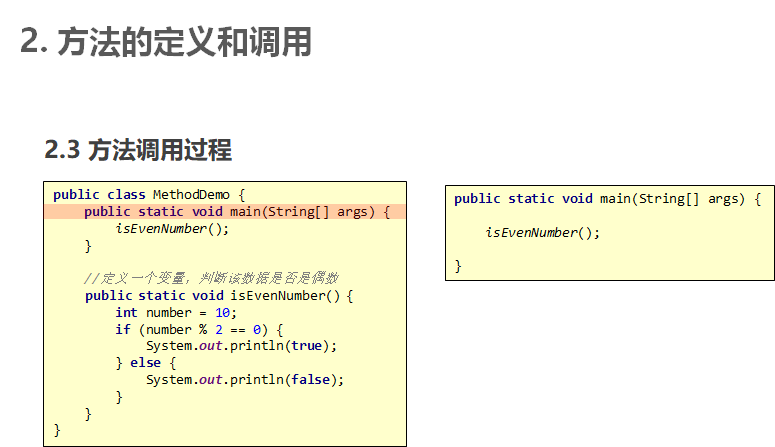 2. 方法的定义和调用
2.3 方法调用过程
public class MethodDemo {
    public static void main(String[] args) {
        isEvenNumber();
    }
    //定义一个变量，判断该数据是否是偶数
    public static void isEvenNumber() {
        int number = 10;
        if (number % 2 == 0) {
            System.out.println(true);
        } else {
            System.out.println(false);
        }
    }
}
public static void main(String[] args) {
    isEvenNumber();
}